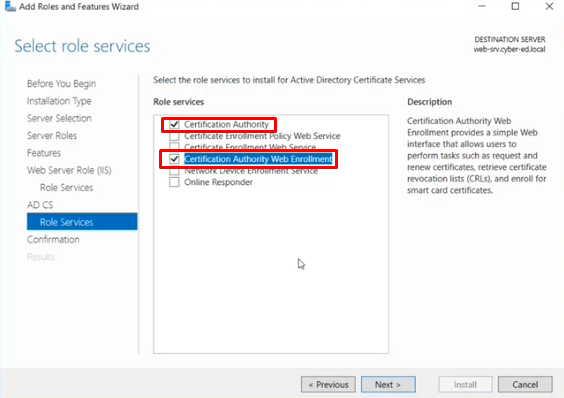 Add Roles and Features Wizard
Select role services
DESTINATION SERVER
web-srv.cyber-ed.local
Before You Begin
Installation Type
Server Selection
Server Roles
Features
Web Server Role (IIS)
Role Services
AD CS
Role Services
Confirmation
Results
Select the role services to install for Active Directory Certificate Services
Role services
Certification Authority
Certificate Enrollment Policy Web Service
Certificate Enrollment Web Service
Certification Authority Web Enrollment
Network Device Enrollment Service
Online Responder
Description
Certification Authority Web
Enrollment provides a simple Web
interface that allows users to
perform tasks such as request and
renew certificates, retrieve certificate
revocation lists (CRLs), and enroll for
smart card certificates.
< Previous
Next >
Install
Cancel